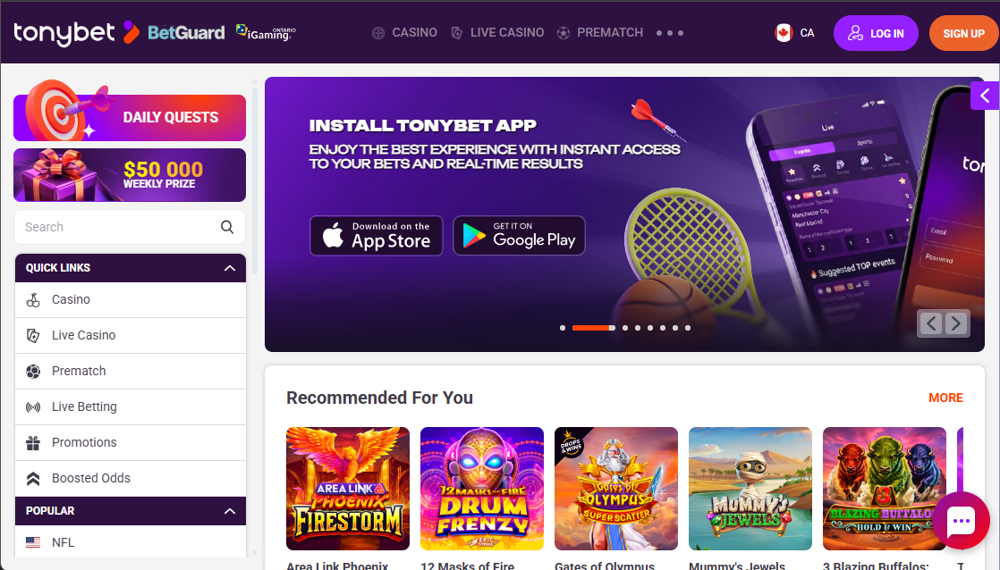 tonybet BetGuard iGaming ONTARIO
CASINO LIVE CASINO PREMATCH
CA
LOG IN
SIGN UP
DAILY QUESTS
$50 000
WEEKLY PRIZE
Search
QUICK LINKS
Casino
Live Casino
Prematch
Live Betting
Promotions
Boosted Odds
POPULAR
NFL
INSTALL TONYBET APP
ENJOY THE BEST EXPERIENCE WITH INSTANT ACCESS
TO YOUR BETS AND REAL-TIME RESULTS
Download on the
App Store
GET IT ON
Google Play
Live
Events Sports
Manchester City
Real Madrid
Suggested TOP events
Email
Password
Recommended For You
MORE
AREA LINK
PHOENIX
FIRESTORM
12 MASKS OF FIRE
DRUM
FRENZY
EPIC
STRIKE
DROPS
& WINS
Gates of
OLYMPUS
SUPER SCATTER
MUMMY'S
JEWELS
3
BLAZING BUFFALO
HOLD & WIN
Area Link Phoenix
12 Masks of Fire
Gates of Olympus
Mummy's Jewels
3 Blazing Buffalos: